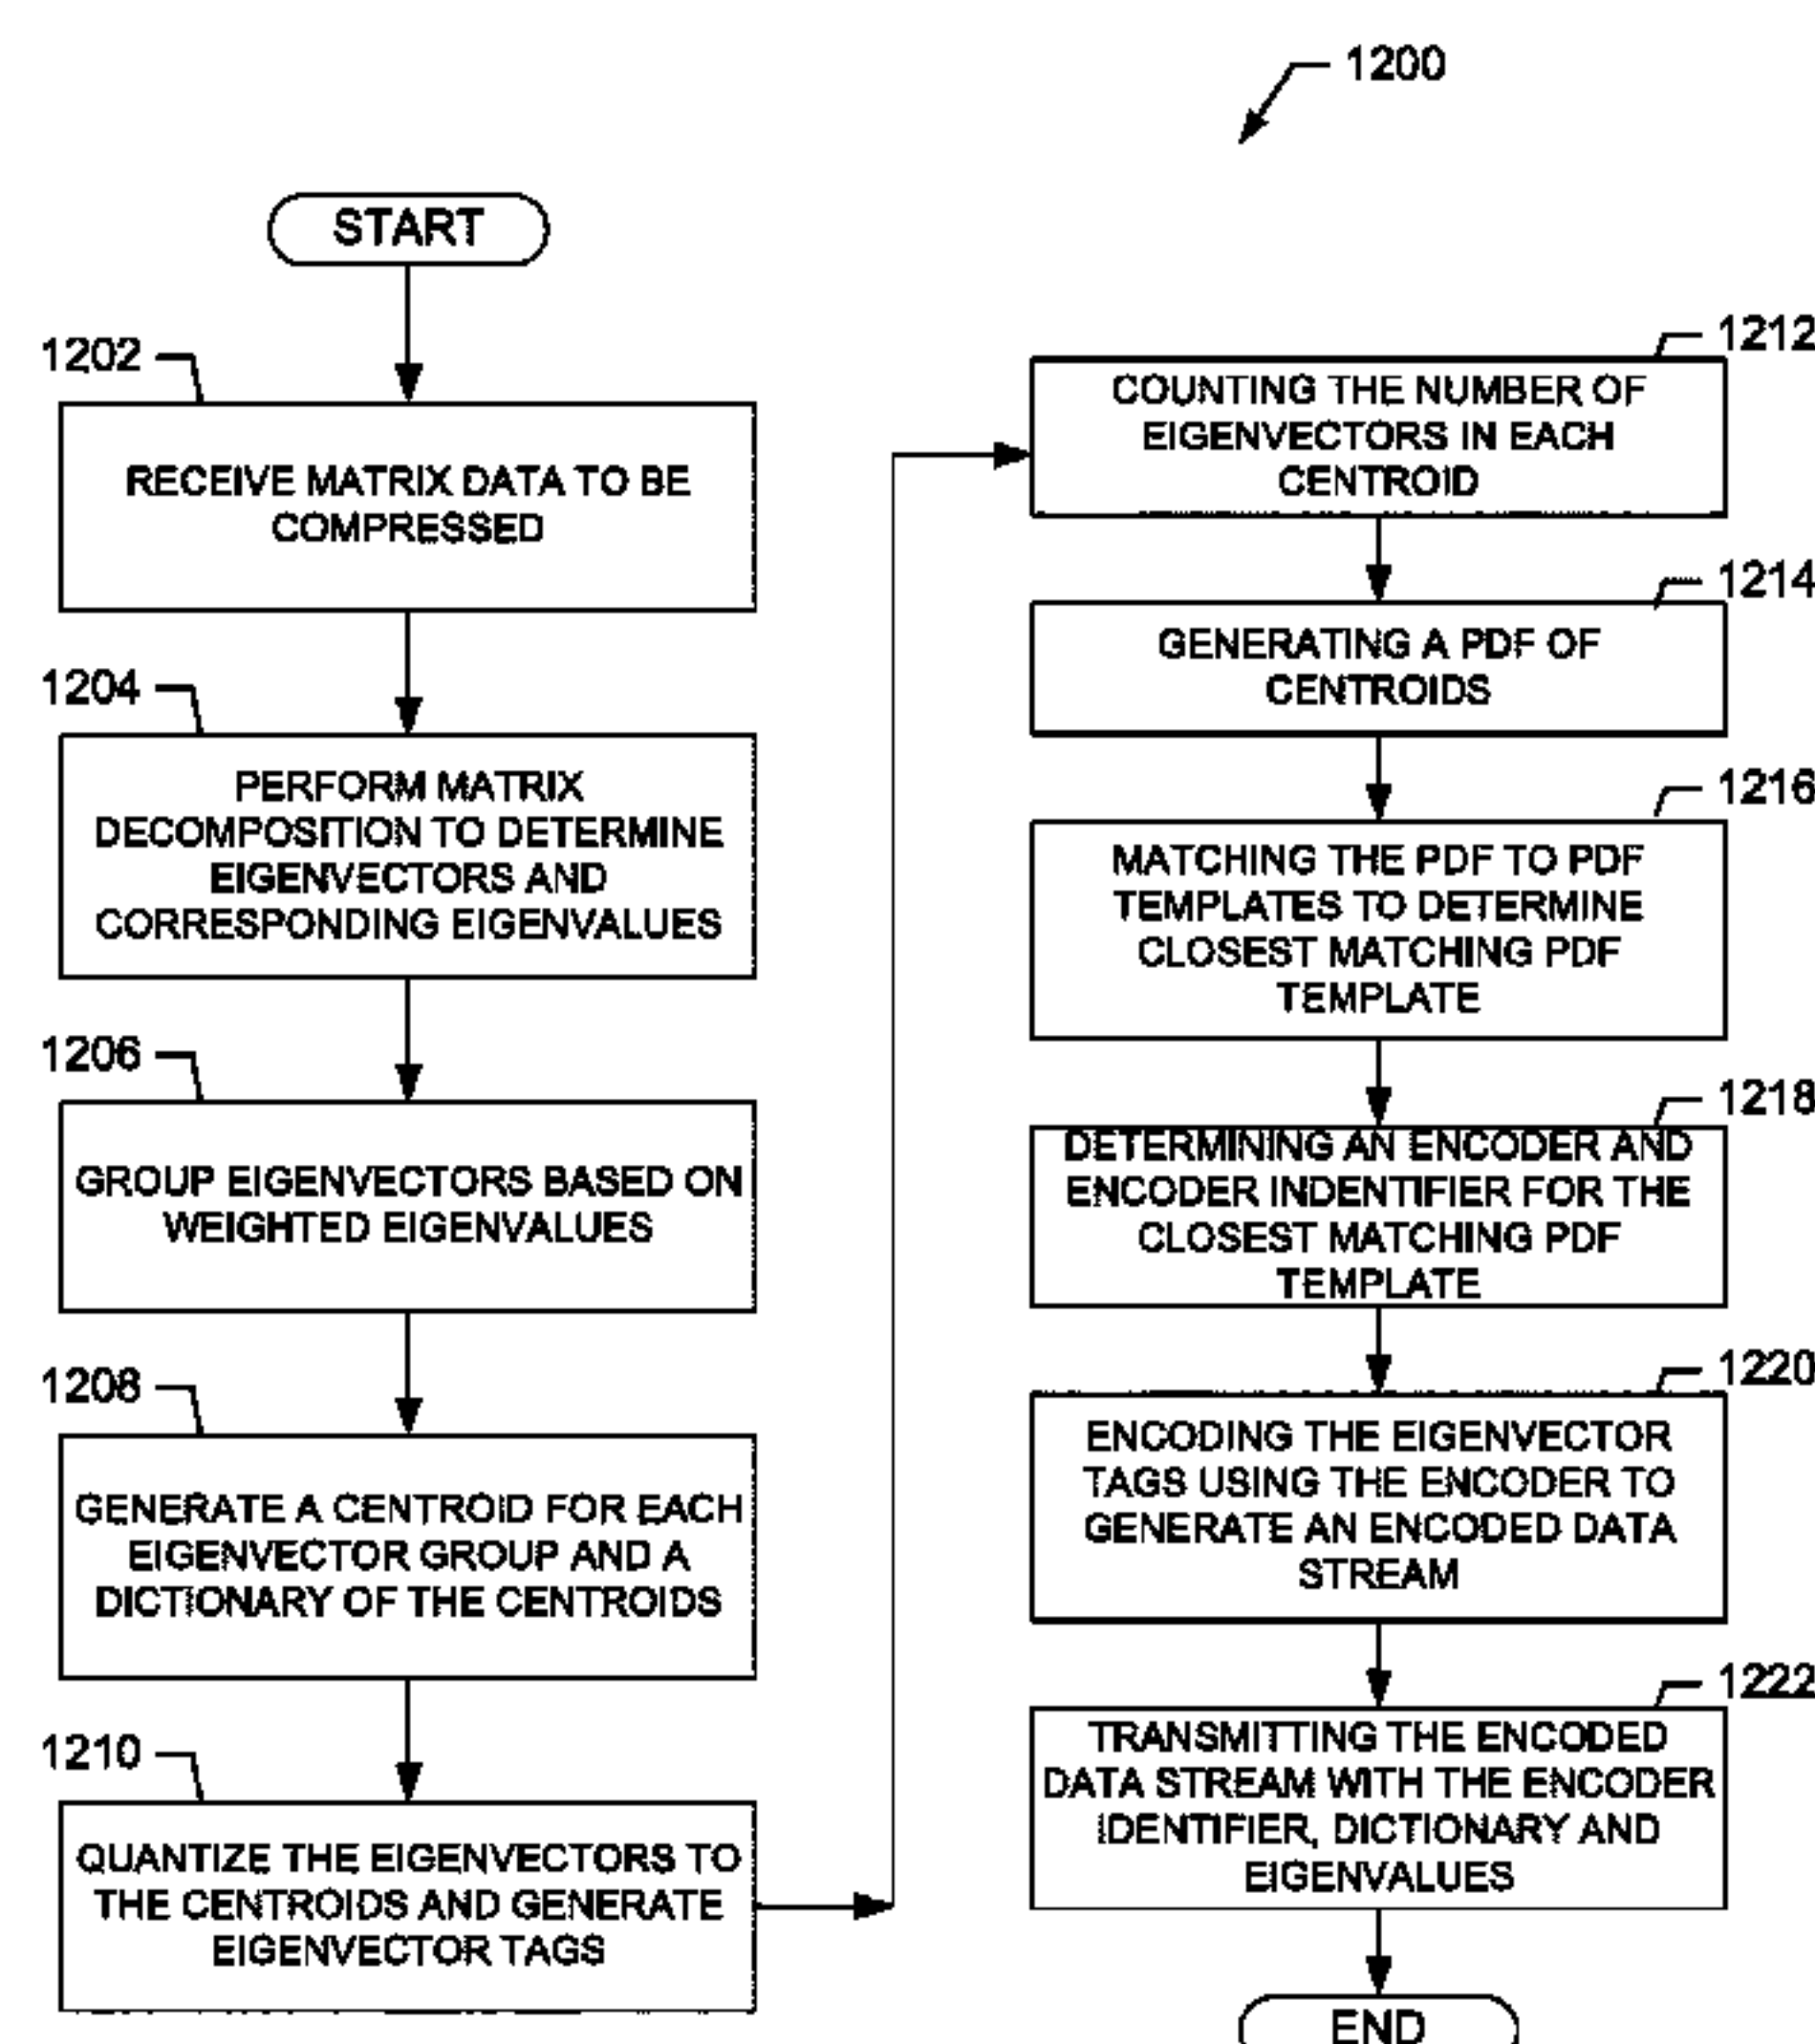 1200
START
1202
RECEIVE MATRIX DATA TO BE
COMPRESSED
1204
PERFORM MATRIX
DECOMPOSITION TO DETERMINE
EIGENVECTORS AND
CORRESPONDING EIGENVALUES
1206
GROUP EIGENVECTORS BASED ON
WEIGHTED EIGENVALUES
1208
GENERATE A CENTROID FOR EACH
EIGENVECTOR GROUP AND A
DICTIONARY OF THE CENTROIDS
1210
QUANTIZE THE EIGENVECTORS TO
THE CENTROIDS AND GENERATE
EIGENVECTOR TAGS
1212
COUNTING THE NUMBER OF
EIGENVECTORS IN EACH
CENTROID
1214
GENERATING A PDF OF
CENTROIDS
1216
MATCHING THE PDF TO PDF
TEMPLATES TO DETERMINE
CLOSEST MATCHING PDF
TEMPLATE
1218
DETERMINING AN ENCODER AND
ENCODER INDENTIFIER FOR THE
CLOSEST MATCHING PDF
TEMPLATE
1220
ENCODING THE EIGENVECTOR
TAGS USING THE ENCODER TO
GENERATE AN ENCODED DATA
STREAM
1222
TRANSMITTING THE ENCODED
DATA STREAM WITH THE ENCODER
IDENTIFIER, DICTIONARY AND
EIGENVALUES
END